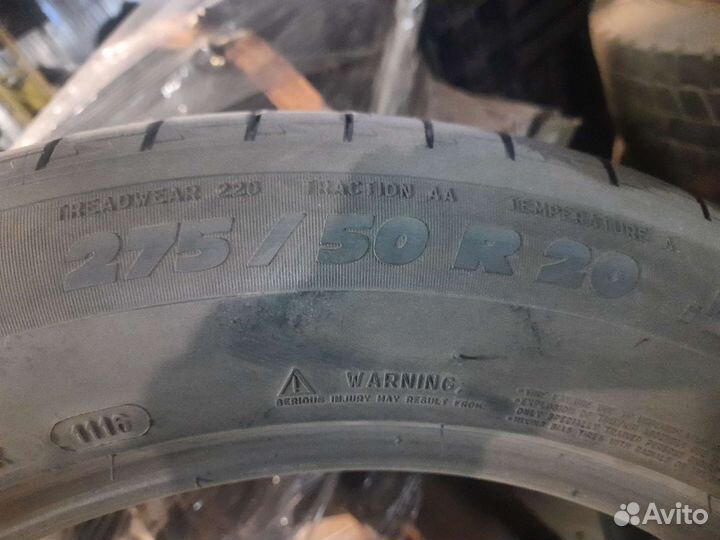 TREADWEAR 220 TRACTION AA TEMPERATURE A
275/50 R 20
WARNING
SERIOUS INJURY MAY RESULT FROM
1116
Avito